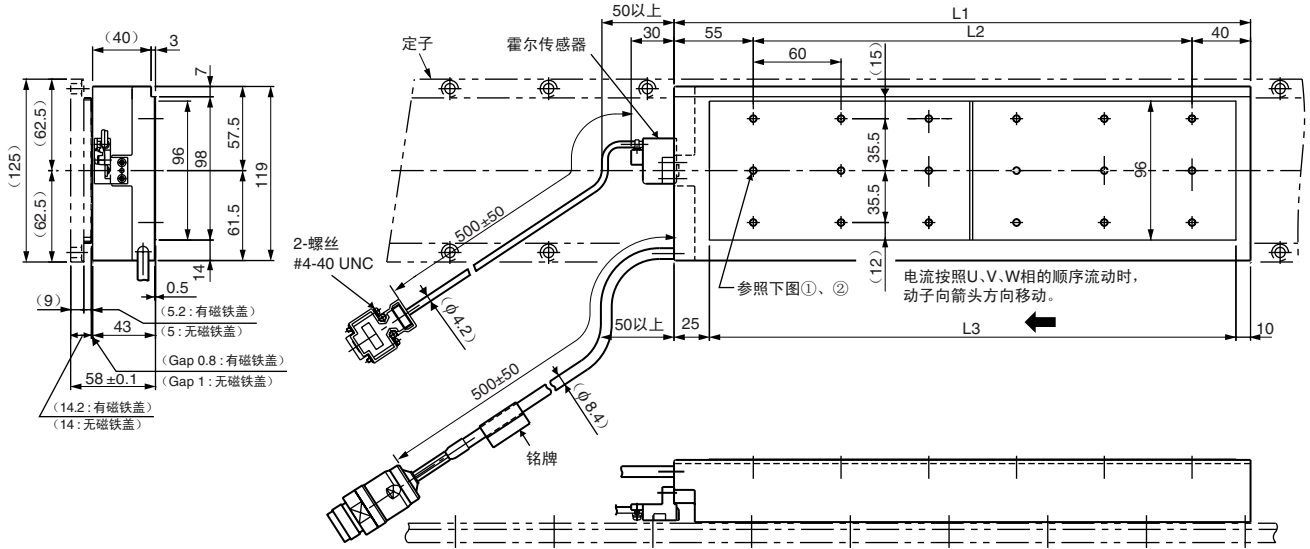 （40）
3
7
（125）
（62.5）
（62.5）
96
98
57.5
61.5
119
14
（9）
43
0.5
（5.2 : 有磁铁盖）
（5 : 无磁铁盖）
（Gap 0.8 : 有磁铁盖）
（Gap 1 : 无磁铁盖）
58 ±0.1
（14.2 : 有磁铁盖）
（14 : 无磁铁盖）
50以上
L1
30
55
L2
40
定子
霍尔传感器
60
（15）
35.5
35.5
96
（12）
500±50
2-螺丝
#4-40 UNC
（φ4.2）
参照下图①、②
电流按照U、V、W相的顺序流动时，
动子向箭头方向移动。
50以上
25
L3
10
500±50
（φ8.4）
铭牌